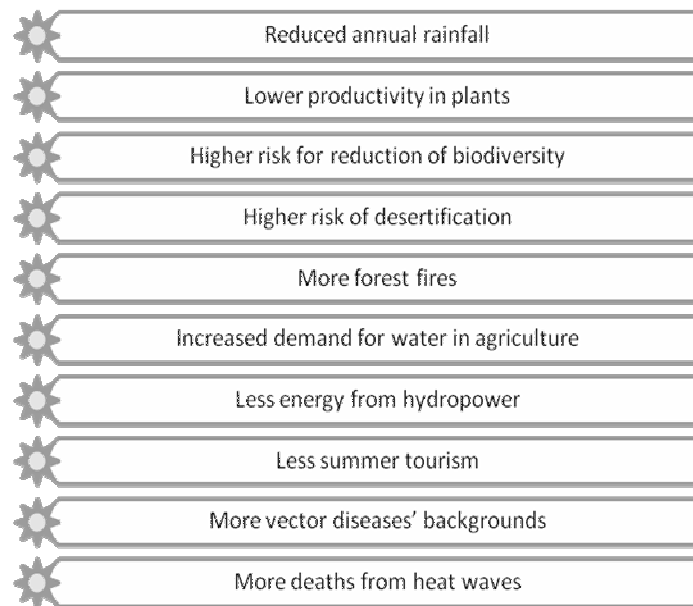 Reduced annual rainfall
Lower productivity in plants
Higher risk for reduction of biodiversity
Higher risk of desertification
More forest fires
Increased demand for water in agriculture
Less energy from hydropower
Less summer tourism
More vector diseases’ backgrounds
More deaths from heat waves